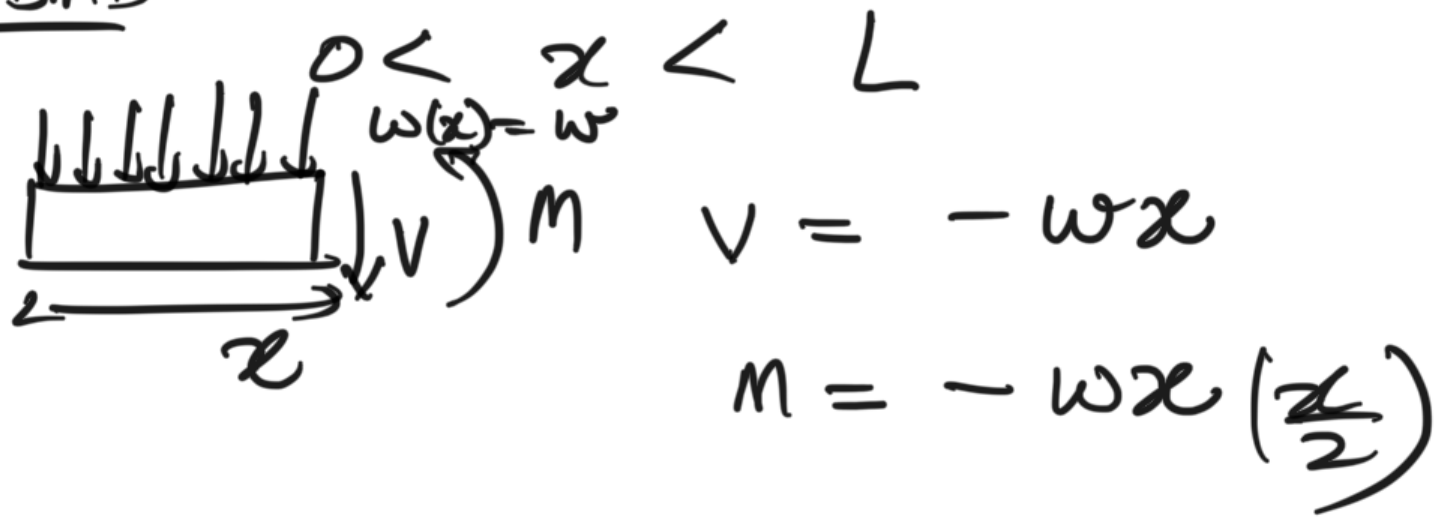 0 < x < L
w(x) = w
V ) M
V = - wx
x
M = - wx (x/2)